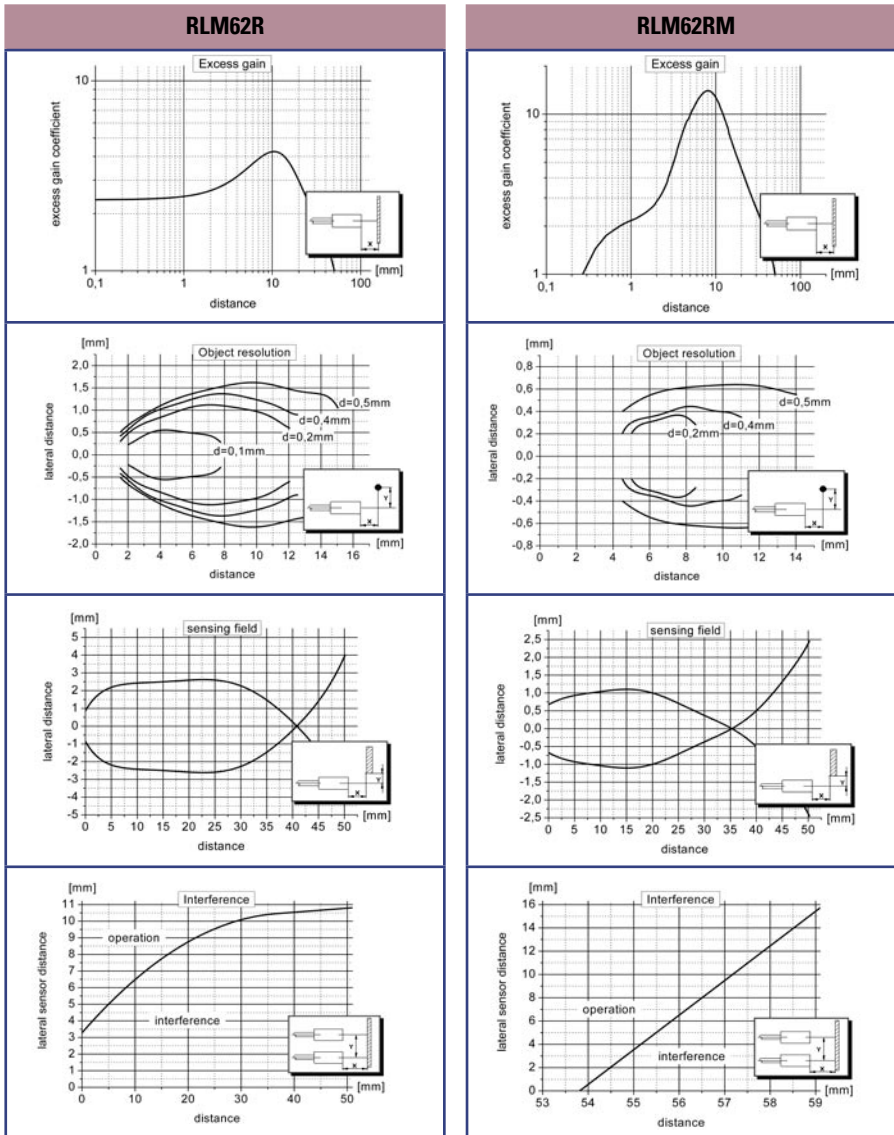 RLM62R
RLM62RM
Excess gain
10
1
excess gain coefficient
0,1 1 10 100 [mm]
distance
X
Excess gain
10
1
excess gain coefficient
0,1 1 10 100 [mm]
distance
X
[mm]
Object resolution
2,0
1,5
1,0
0,5
0,0
-0,5
-1,0
-1,5
-2,0
lateral distance
d=0,5mm
d=0,4mm
d=0,2mm
d=0,1mm
0 2 4 6 8 10 12 14 16 [mm]
distance
Y
X
[mm]
Object resolution
0,8
0,6
0,4
0,2
0,0
-0,2
-0,4
-0,6
-0,8
lateral distance
d=0,5mm
d=0,4mm
d=0,2mm
0 2 4 6 8 10 12 14 [mm]
distance
Y
X
[mm]
sensing field
5
4
3
2
1
0
-1
-2
-3
-4
-5
lateral distance
0 5 10 15 20 25 30 35 40 45 50 [mm]
distance
Y
X
[mm]
sensing field
2,5
2,0
1,5
1,0
0,5
0,0
-0,5
-1,0
-1,5
-2,0
-2,5
lateral distance
0 5 10 15 20 25 30 35 40 45 50 [mm]
distance
Y
X
[mm]
Interference
11
10
9
8
7
6
5
4
3
2
1
0
lateral sensor distance
operation
interference
0 10 20 30 40 50 [mm]
distance
Y
X
[mm]
Interference
16
14
12
10
8
6
4
2
0
lateral sensor distance
operation
interference
53 54 55 56 57 58 59 [mm]
distance
Y
X